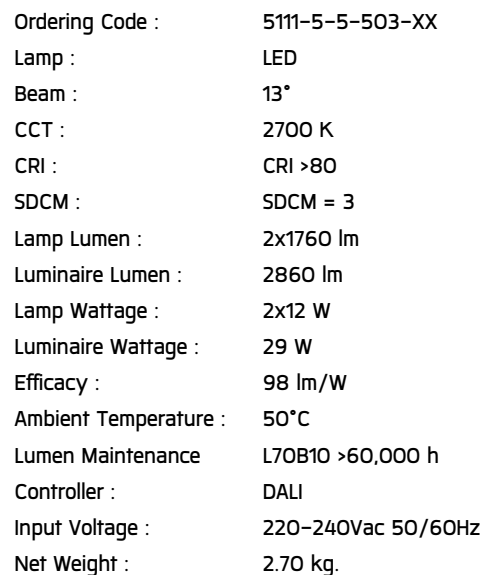 Ordering Code : 5111-5-5-503-XX
Lamp : LED
Beam : 13°
CCT : 2700 K
CRI : CRI >80
SDCM : SDCM = 3
Lamp Lumen : 2x1760 lm
Luminaire Lumen : 2860 lm
Lamp Wattage : 2x12 W
Luminaire Wattage : 29 W
Efficacy : 98 lm/W
Ambient Temperature : 50°C
Lumen Maintenance L70B10 >60,000 h
Controller : DALI
Input Voltage : 220-240Vac 50/60Hz
Net Weight : 2.70 kg.